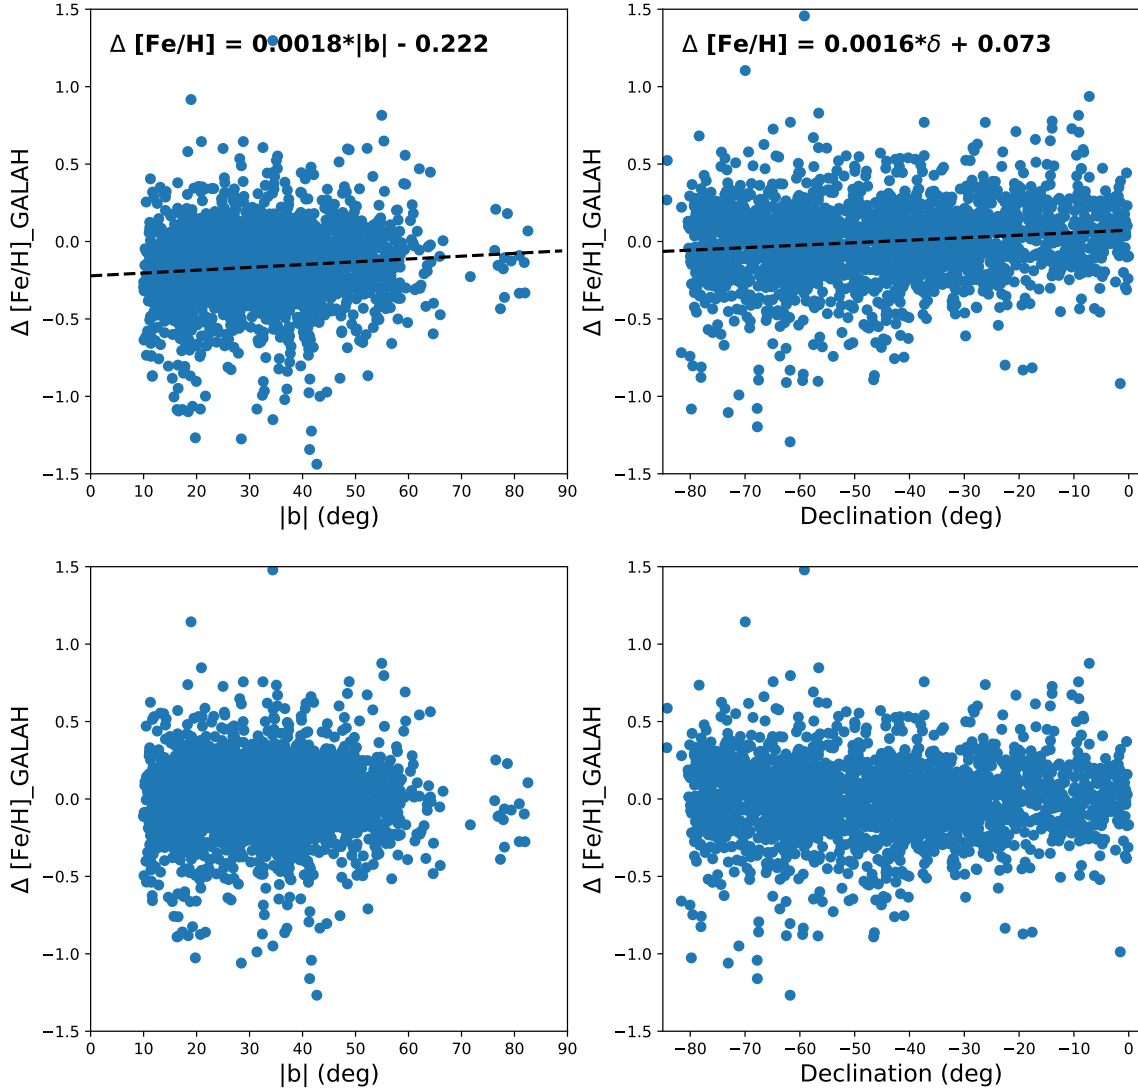 Δ [Fe/H] = 0.0018*|b| - 0.222
Δ [Fe/H]_GALAH
1.5
1.0
0.5
0.0
−0.5
−1.0
−1.5
0 10 20 30 40 50 60 70 80 90
|b| (deg)
Δ [Fe/H] = 0.0016*δ + 0.073
Δ [Fe/H]_GALAH
1.5
1.0
0.5
0.0
−0.5
−1.0
−1.5
−80 −70 −60 −50 −40 −30 −20 −10 0
Declination (deg)
Δ [Fe/H]_GALAH
1.5
1.0
0.5
0.0
−0.5
−1.0
−1.5
0 10 20 30 40 50 60 70 80 90
|b| (deg)
Δ [Fe/H]_GALAH
1.5
1.0
0.5
0.0
−0.5
−1.0
−1.5
−80 −70 −60 −50 −40 −30 −20 −10 0
Declination (deg)